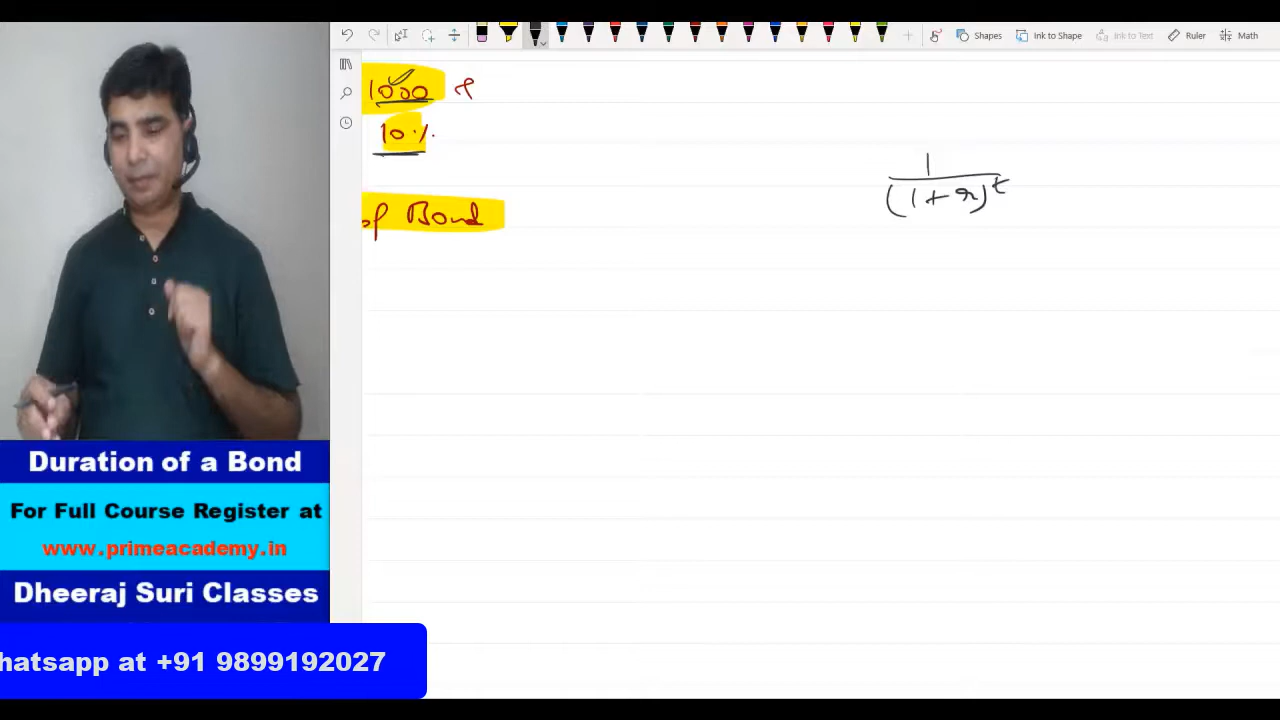 Shapes
Ink to Shape
Ink to Text
Ruler
Math
1000 &
10%
of Bond
1
(1+r)^t
Duration of a Bond
For Full Course Register at
www.primeacademy.in
Dheeraj Suri Classes
hatsapp at +91 9899192027